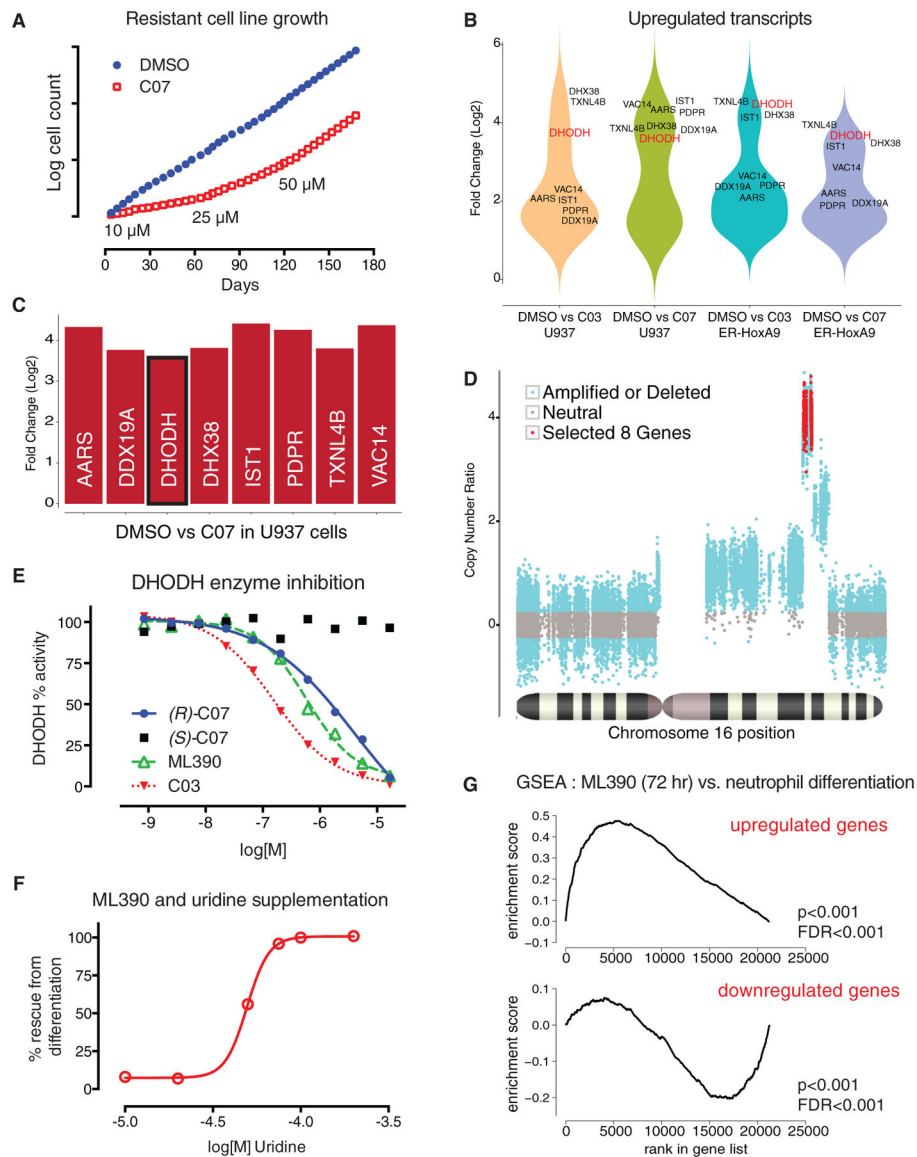 A
Resistant cell line growth
DMSO
C07
Log cell count
10 µM
25 µM
50 µM
0 30 60 90 120 150 180
Days
B
Upregulated transcripts
Fold Change (Log2)
6
4
2
0
DHX38
TXNL4B
DHODH
VAC14
AARS
IST1
PDPR
DDX19A
VAC14
IST1
AARS
PDPR
TXNL4B
DHX38
DDX19A
DHODH
TXNL4B
DHODH
IST1
DHX38
VAC14
DDX19A
PDPR
AARS
TXNL4B
DHODH
IST1
DHX38
VAC14
AARS
PDPR
DDX19A
DMSO vs C03
U937
DMSO vs C07
U937
DMSO vs C03
ER-HoxA9
DMSO vs C07
ER-HoxA9
C
Fold Change (Log2)
4
3
2
1
0
AARS
DDX19A
DHODH
DHX38
IST1
PDPR
TXNL4B
VAC14
DMSO vs C07 in U937 cells
D
Amplified or Deleted
Neutral
Selected 8 Genes
Copy Number Ratio
4
2
0
Chromosome 16 position
E
DHODH enzyme inhibition
DHODH % activity
100
75
50
25
0
(R)-C07
(S)-C07
ML390
C03
-9 -8 -7 -6 -5 -4
log[M]
F
ML390 and uridine supplementation
% rescue from
differentiation
100
75
50
25
0
-5.0 -4.5 -4.0 -3.5
log[M] Uridine
G
GSEA : ML390 (72 hr) vs. neutrophil differentiation
upregulated genes
enrichment score
0.5
0.4
0.3
0.2
0.1
0.0
−0.1
p<0.001
FDR<0.001
0 5000 10000 15000 20000 25000
downregulated genes
enrichment score
0.0
−0.1
−0.2
p<0.001
FDR<0.001
0 5000 10000 15000 20000 25000
rank in gene list